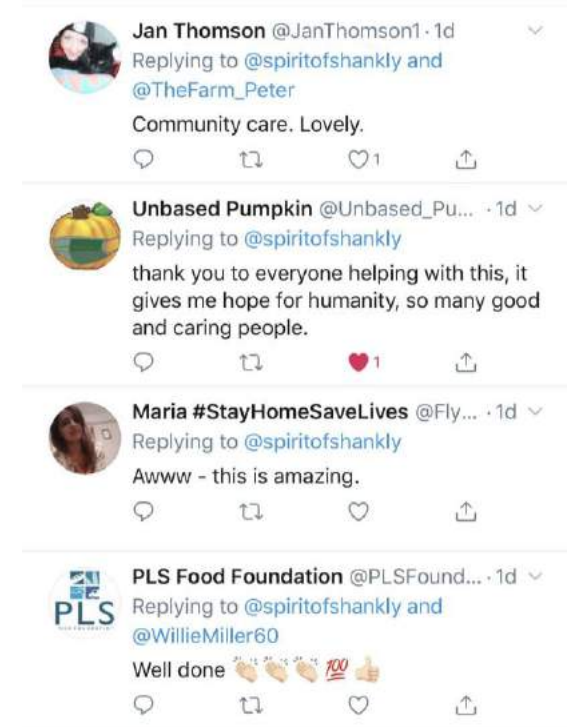 Jan Thomson @JanThomson1 · 1d
Replying to @spiritofshankly and
@TheFarm_Peter
Community care. Lovely.
1
Unbased Pumpkin @Unbased_Pu... · 1d
Replying to @spiritofshankly
thank you to everyone helping with this, it
gives me hope for humanity, so many good
and caring people.
1
Maria #StayHomeSaveLives @Fly... · 1d
Replying to @spiritofshankly
Awww - this is amazing.
PLS Food Foundation @PLSFound... · 1d
PLS
Replying to @spiritofshankly and
@WillieMiller60
Well done 👏🏻👏🏻👏🏻💯👍🏻